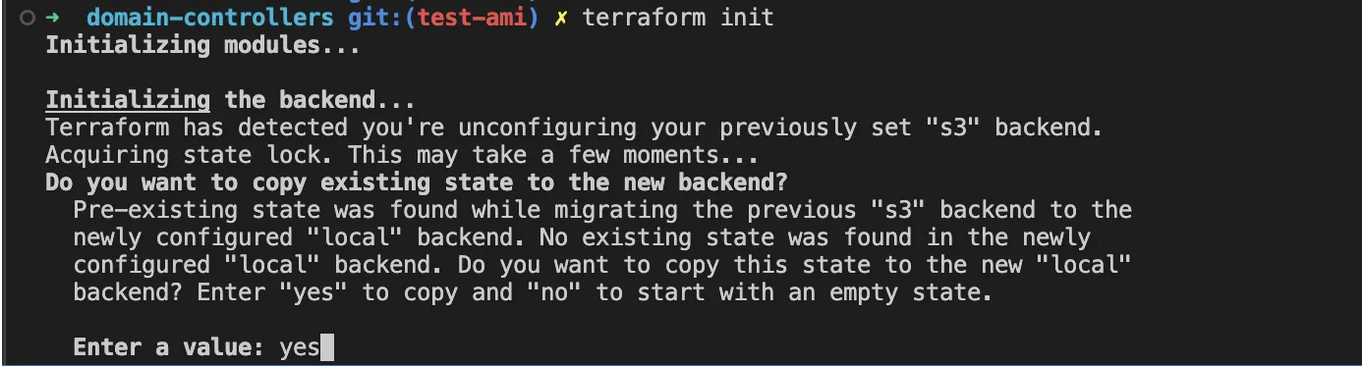 → domain-controllers git:(test-ami) ✗ terraform init
Initializing modules...
Initializing the backend...
Terraform has detected you're unconfiguring your previously set "s3" backend.
Acquiring state lock. This may take a few moments...
Do you want to copy existing state to the new backend?
Pre-existing state was found while migrating the previous "s3" backend to the
newly configured "local" backend. No existing state was found in the newly
configured "local" backend. Do you want to copy this state to the new "local"
backend? Enter "yes" to copy and "no" to start with an empty state.
Enter a value: yes